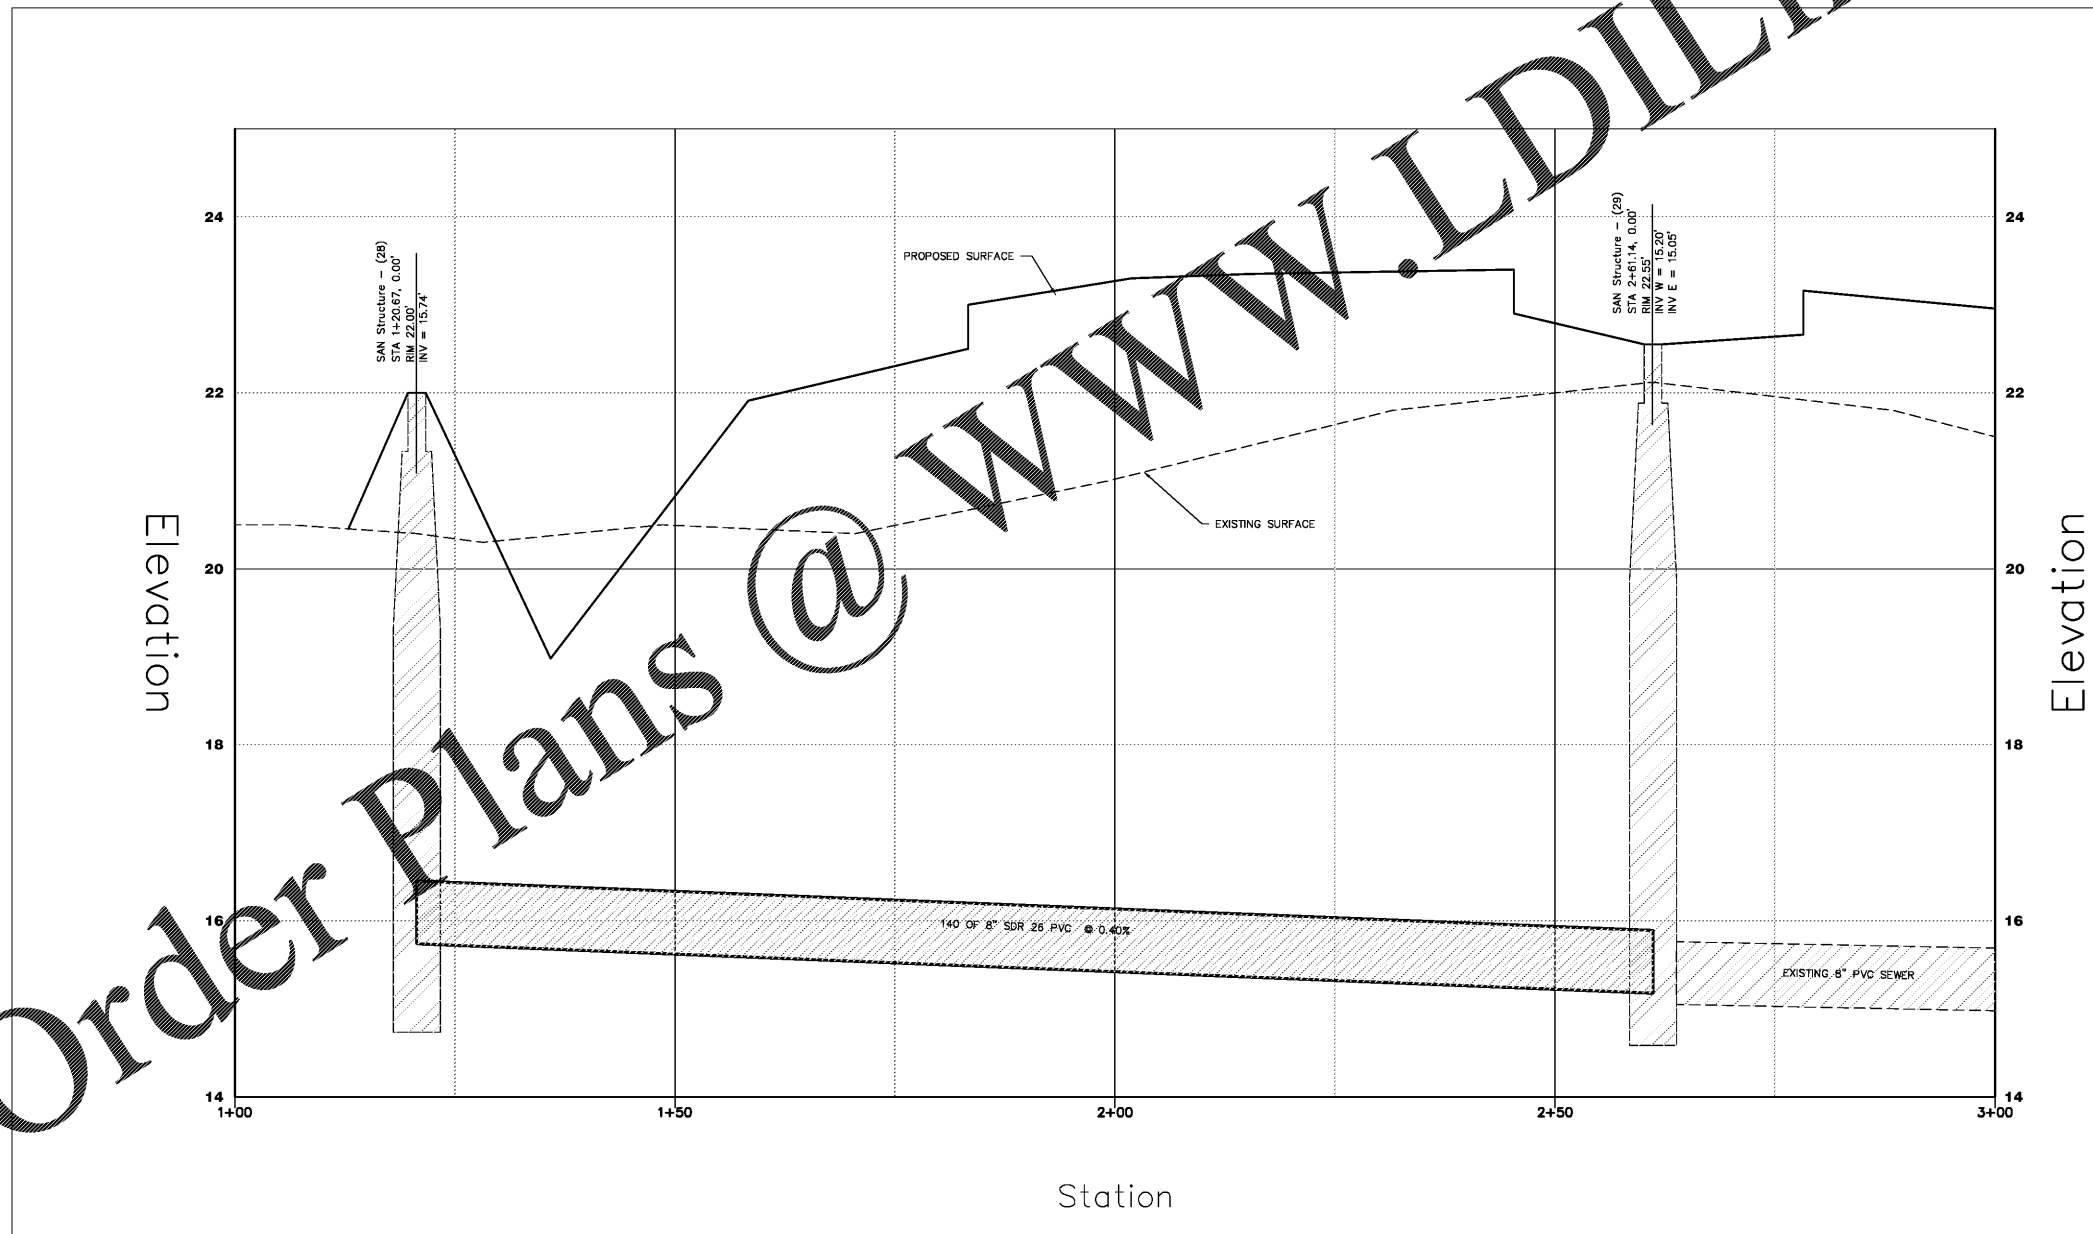 Order Plans @ WWW.LDILI
SAN Structure - (28)
STA 1+20.67, 0.00'
RIM 22.00'
INV = 15.74'
SAN Structure - (29)
STA 2+61.14, 0.00'
RIM 22.55'
INV W = 15.20'
INV E = 15.05'
PROPOSED SURFACE
EXISTING SURFACE
24
22
20
18
16
14
24
22
20
18
16
14
Elevation
Elevation
140 OF 8" SDR 26 PVC @ 0.40%
EXISTING 8" PVC SEWER
1+00
1+50
2+00
2+50
3+00
Station